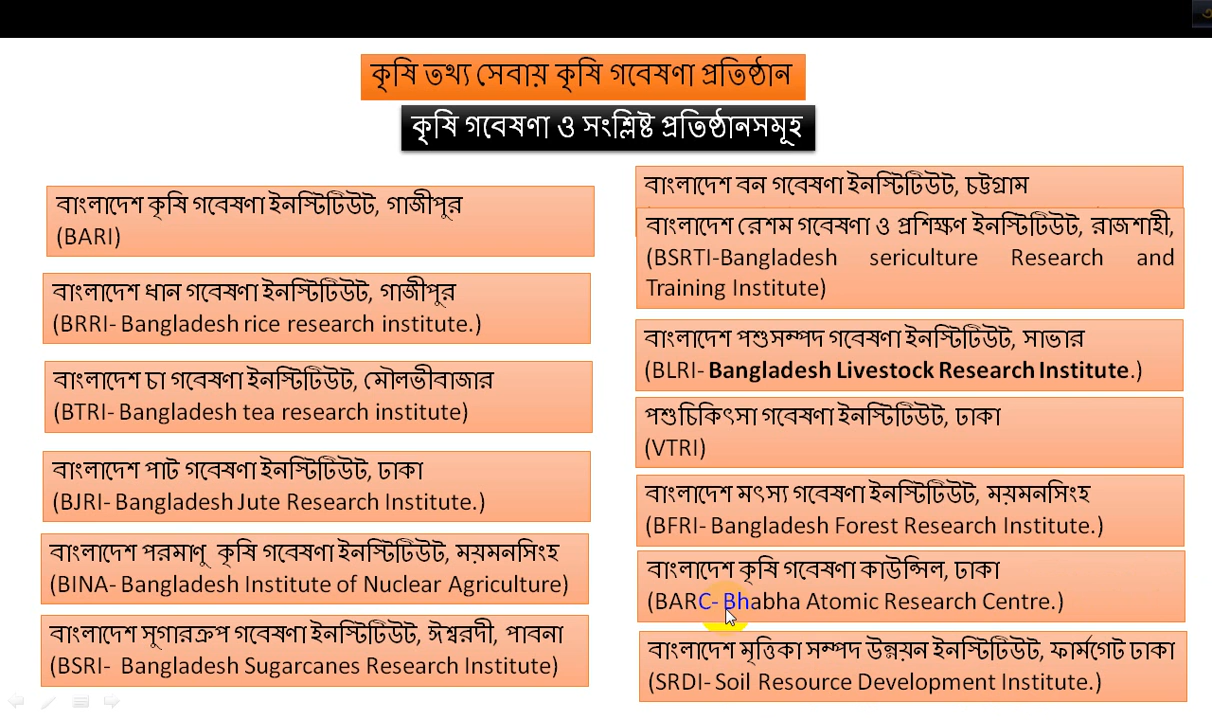 কৃষি তথ্য সেবায় কৃষি গবেষণা প্রতিষ্ঠান
কৃষি গবেষণা ও সংশ্লিষ্ট প্রতিষ্ঠানসমূহ
বাংলাদেশ কৃষি গবেষণা ইনস্টিটিউট, গাজীপুর
(BARI)
বাংলাদেশ ধান গবেষণা ইনস্টিটিউট, গাজীপুর
(BRRI- Bangladesh rice research institute.)
বাংলাদেশ চা গবেষণা ইনস্টিটিউট, মৌলভীবাজার
(BTRI- Bangladesh tea research institute)
বাংলাদেশ পাট গবেষণা ইনস্টিটিউট, ঢাকা
(BJRI- Bangladesh Jute Research Institute.)
বাংলাদেশ পরমাণু কৃষি গবেষণা ইনস্টিটিউট, ময়মনসিংহ
(BINA- Bangladesh Institute of Nuclear Agriculture)
বাংলাদেশ সুগারক্রপ গবেষণা ইনস্টিটিউট, ঈশ্বরদী, পাবনা
(BSRI- Bangladesh Sugarcanes Research Institute)
বাংলাদেশ বন গবেষণা ইনস্টিটিউট, চট্টগ্রাম
বাংলাদেশ রেশম গবেষণা ও প্রশিক্ষণ ইনস্টিটিউট, রাজশাহী,
(BSRTI-Bangladesh sericulture Research and
Training Institute)
বাংলাদেশ পশুসম্পদ গবেষণা ইনস্টিটিউট, সাভার
(BLRI- Bangladesh Livestock Research Institute.)
পশুচিকিৎসা গবেষণা ইনস্টিটিউট, ঢাকা
(VTRI)
বাংলাদেশ মৎস্য গবেষণা ইনস্টিটিউট, ময়মনসিংহ
(BFRI- Bangladesh Forest Research Institute.)
বাংলাদেশ কৃষি গবেষণা কাউন্সিল, ঢাকা
(BARC- Bhabha Atomic Research Centre.)
বাংলাদেশ মৃত্তিকা সম্পদ উন্নয়ন ইনস্টিটিউট, ফার্মগেট ঢাকা
(SRDI- Soil Resource Development Institute.)